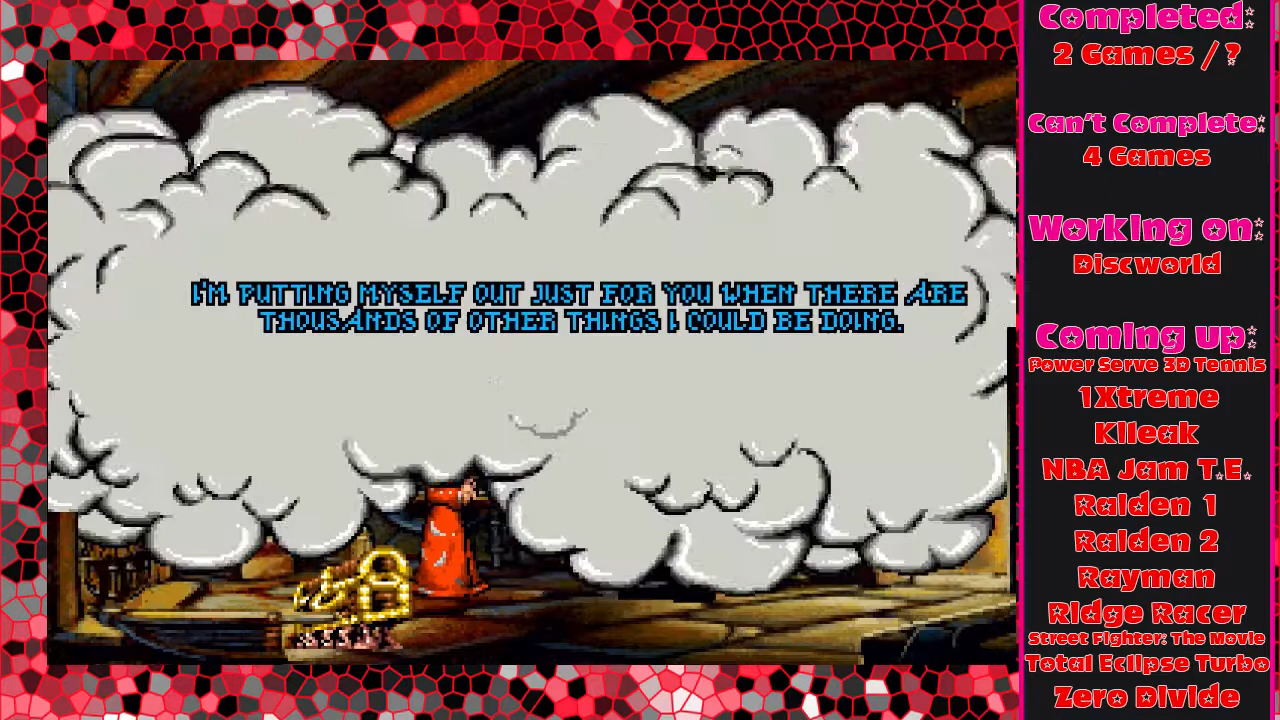 I'M PUTTING MYSELF OUT JUST FOR YOU WHEN THERE ARE
THOUSANDS OF OTHER THINGS I COULD BE DOING.
Completed:
2 Games / ?
Can't Complete:
4 Games
Working on:
Discworld
Coming up:
Power Serve 3D Tennis
1Xtreme
Kileak
NBA Jam T.E.
Raiden 1
Raiden 2
Rayman
Ridge Racer
Street Fighter: The Movie
Total Eclipse Turbo
Zero Divide